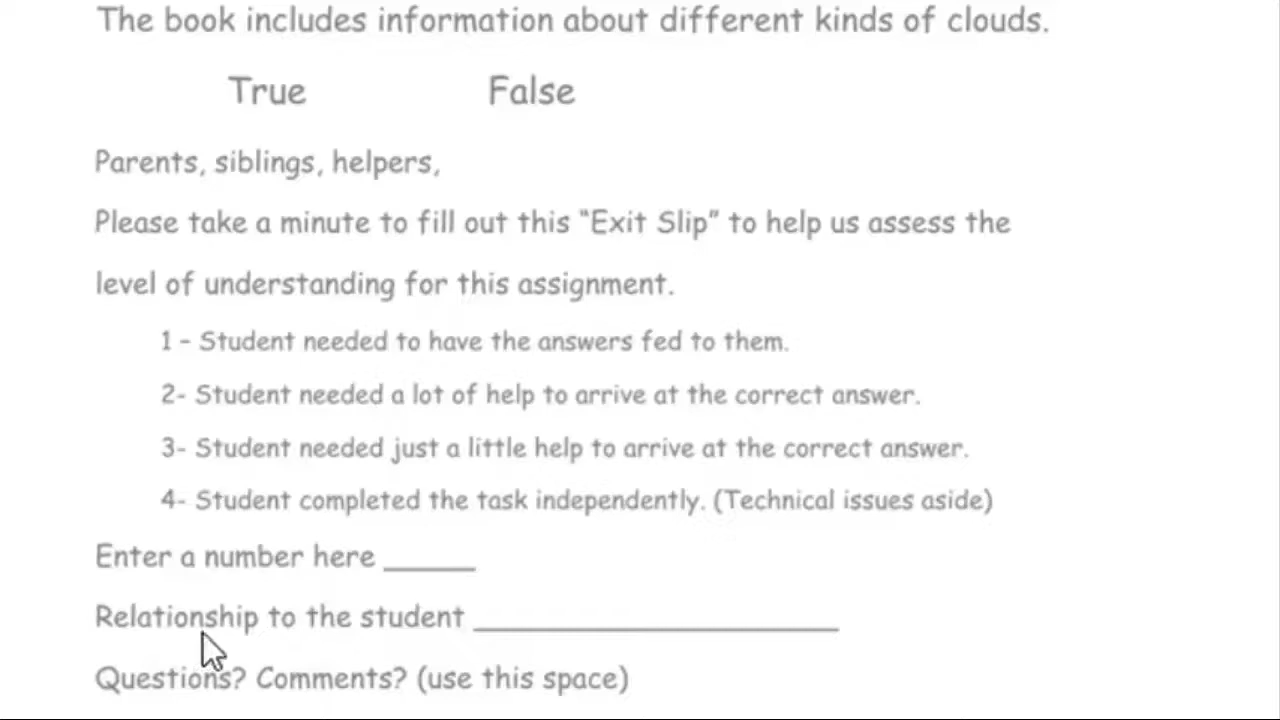 The book includes information about different kinds of clouds.
True False
Parents, siblings, helpers,
Please take a minute to fill out this “Exit Slip” to help us assess the
level of understanding for this assignment.
1 – Student needed to have the answers fed to them.
2- Student needed a lot of help to arrive at the correct answer.
3- Student needed just a little help to arrive at the correct answer.
4- Student completed the task independently. (Technical issues aside)
Enter a number here _____
Relationship to the student ______________________
Questions? Comments? (use this space)